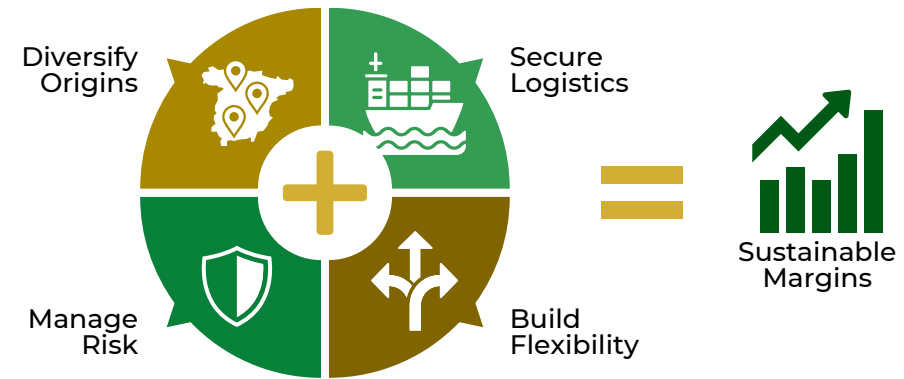 Diversify
Origins
Secure
Logistics
Manage
Risk
Build
Flexibility
Sustainable
Margins